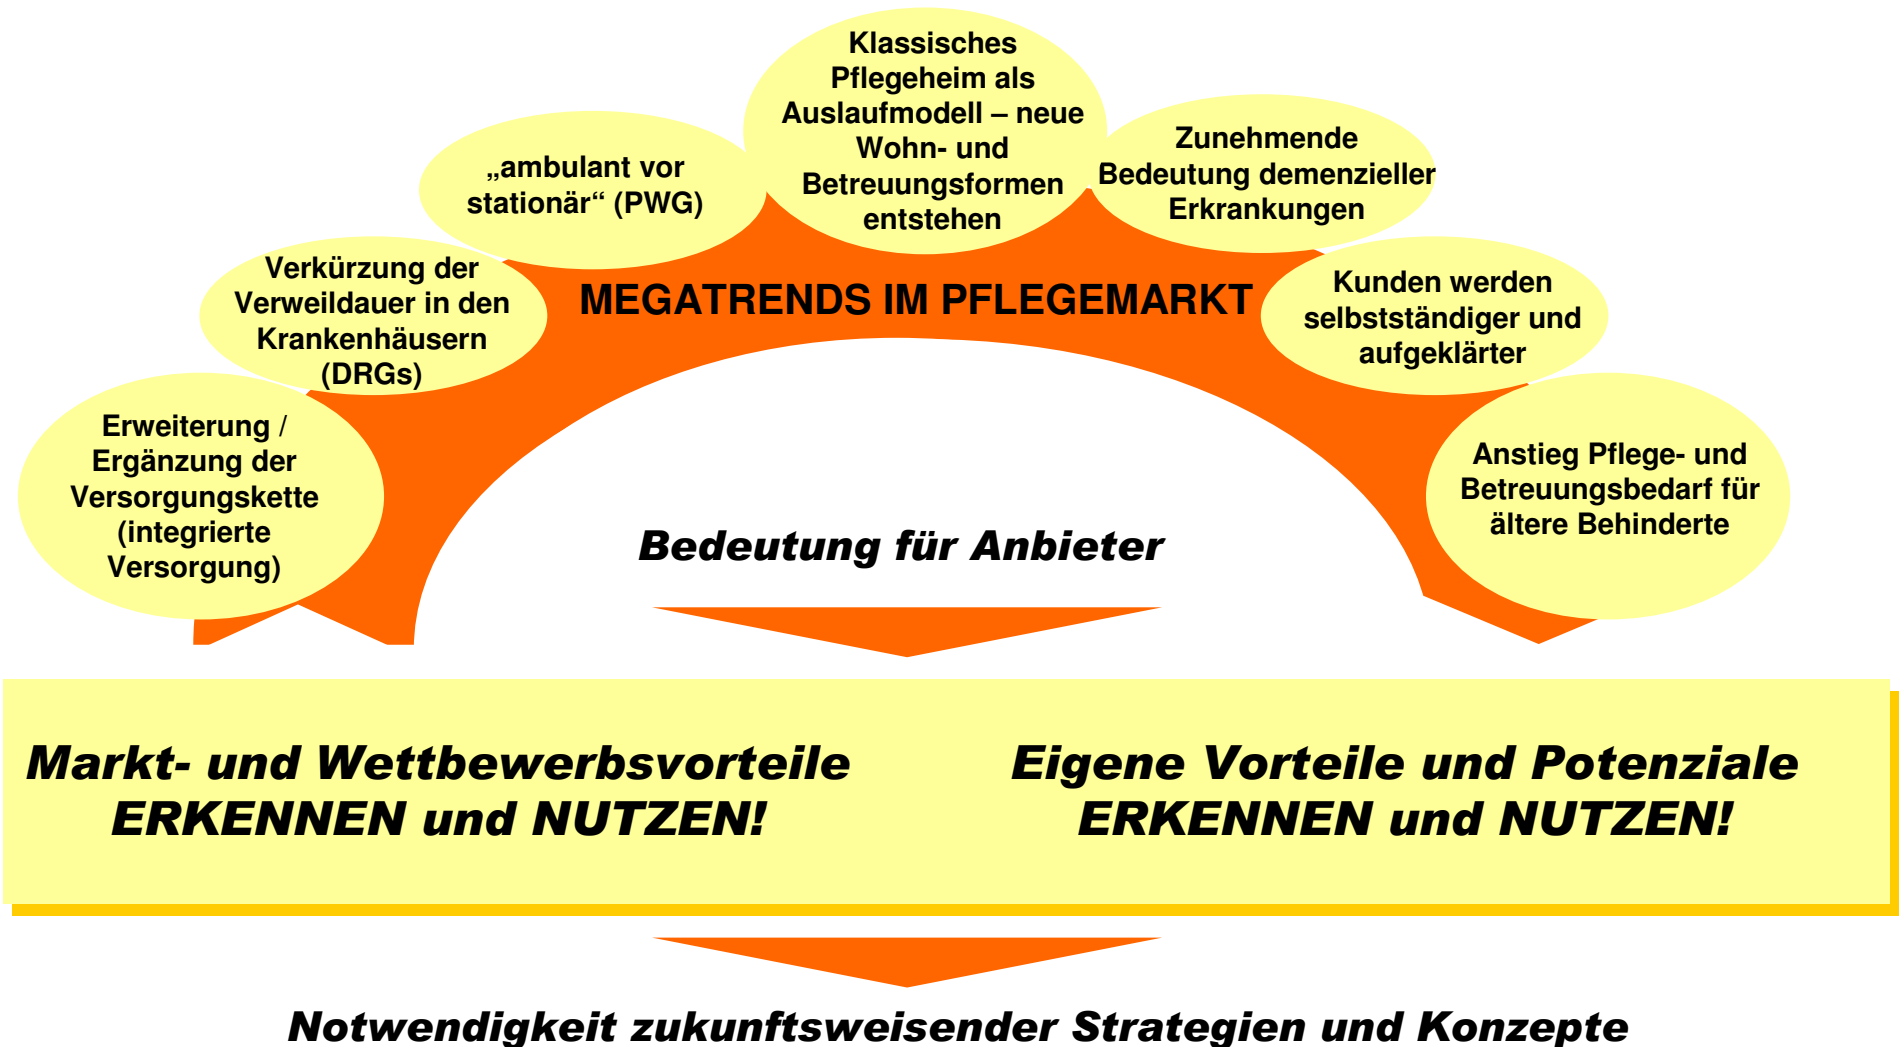 Klassisches
Pflegeheim als
Auslaufmodell – neue
Wohn- und
Betreuungsformen
entstehen
„ambulant vor
stationär“ (PWG)
Zunehmende
Bedeutung demenzieller
Erkrankungen
Verkürzung der
Verweildauer in den
Krankenhäusern
(DRGs)
MEGATRENDS IM PFLEGEMARKT
Kunden werden
selbstständiger und
aufgeklärter
Erweiterung /
Ergänzung der
Versorgungskette
(integrierte
Versorgung)
Anstieg Pflege- und
Betreuungsbedarf für
ältere Behinderte
Bedeutung für Anbieter
Markt- und Wettbewerbsvorteile
ERKENNEN und NUTZEN!
Eigene Vorteile und Potenziale
ERKENNEN und NUTZEN!
Notwendigkeit zukunftsweisender Strategien und Konzepte